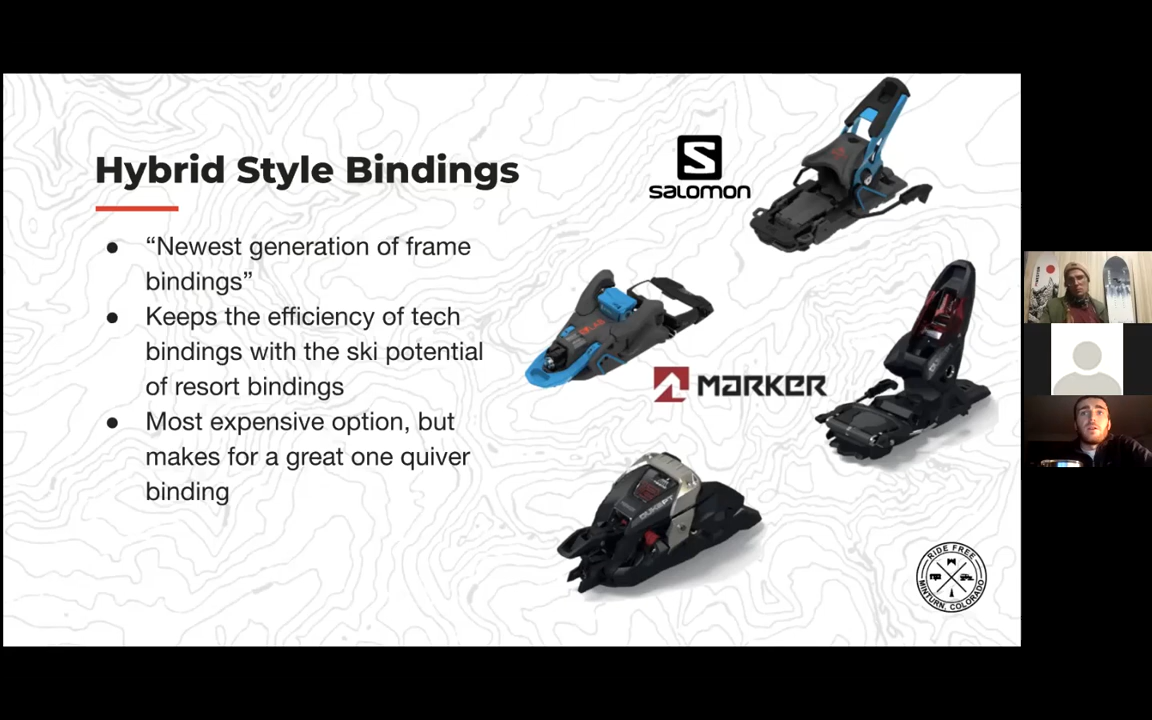 Hybrid Style Bindings
● “Newest generation of frame
bindings”
● Keeps the efficiency of tech
bindings with the ski potential
of resort bindings
● Most expensive option, but
makes for a great one quiver
binding
S
SALOMON
MARKER
RIDE FREE
MINTURN, COLORADO